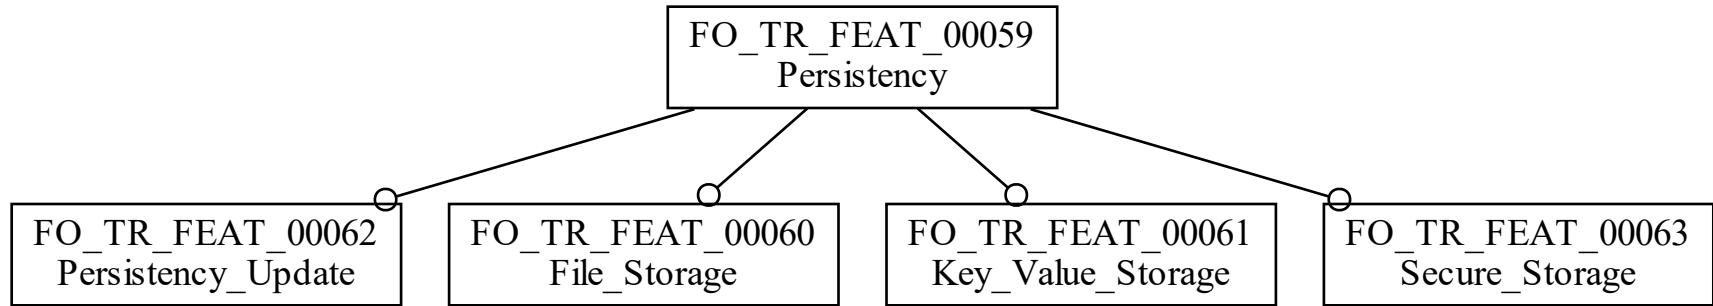 FO_TR_FEAT_00059
Persistency
FO_TR_FEAT_00062
Persistency_Update
FO_TR_FEAT_00060
File_Storage
FO_TR_FEAT_00061
Key_Value_Storage
FO_TR_FEAT_00063
Secure_Storage